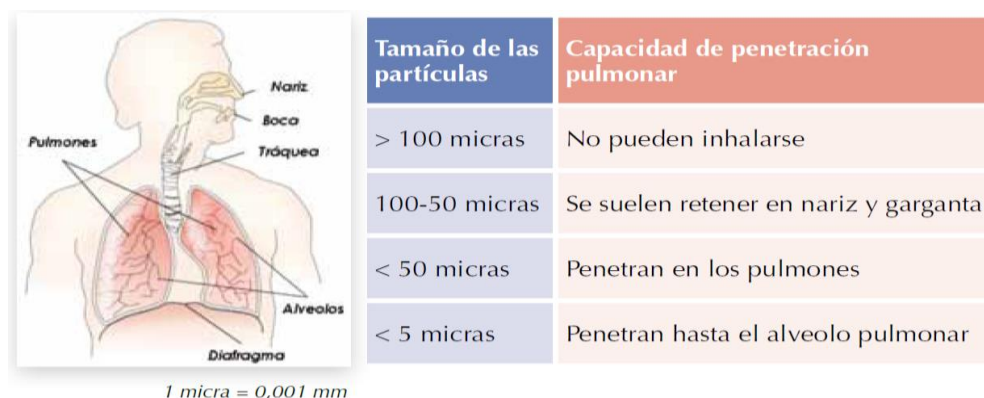 Nariz
Boca
Tráquea
Pulmones
Alveolos
Diafragma
1 micra = 0,001 mm
Tamaño de las
partículas
Capacidad de penetración
pulmonar
> 100 micras
No pueden inhalarse
100-50 micras
Se suelen retener en nariz y garganta
< 50 micras
Penetran en los pulmones
< 5 micras
Penetran hasta el alveolo pulmonar